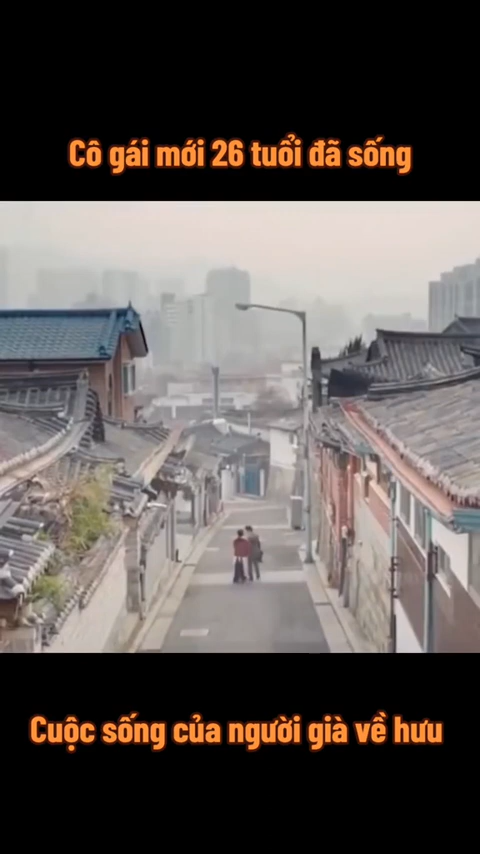 Cô gái mới 26 tuổi đã sống
Cuộc sống của người già về hưu